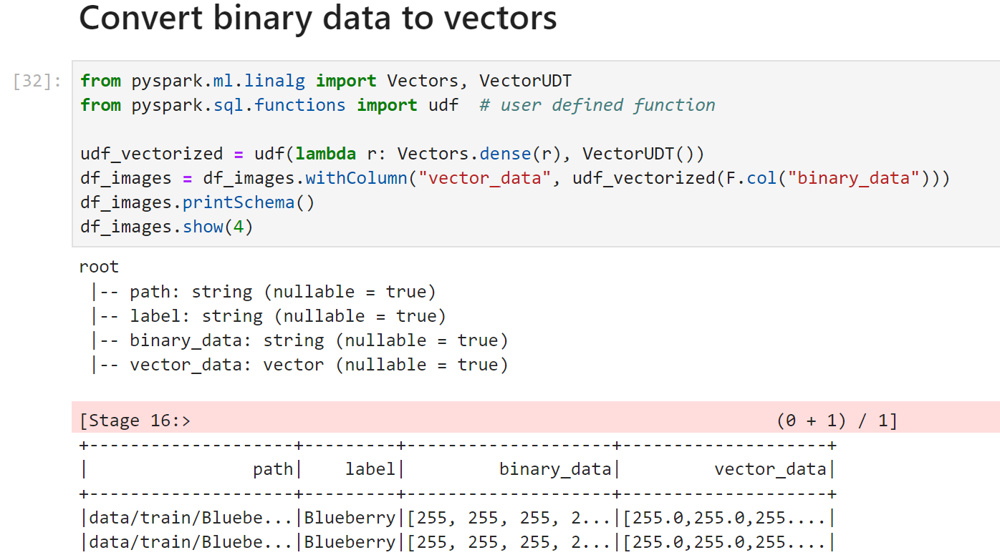 Convert binary data to vectors
[32]:
from pyspark.ml.linalg import Vectors, VectorUDT
from pyspark.sql.functions import udf  # user defined function
udf_vectorized = udf(lambda r: Vectors.dense(r), VectorUDT())
df_images = df_images.withColumn("vector_data", udf_vectorized(F.col("binary_data")))
df_images.printSchema()
df_images.show(4)
root
 |-- path: string (nullable = true)
 |-- label: string (nullable = true)
 |-- binary_data: string (nullable = true)
 |-- vector_data: vector (nullable = true)
[Stage 16:>                                                         (0 + 1) / 1]
+--------------------+---------+--------------------+--------------------+
|                path|    label|         binary_data|         vector_data|
+--------------------+---------+--------------------+--------------------+
|data/train/Bluebe...|Blueberry|[255, 255, 255, 2...|[255.0,255.0,255....|
|data/train/Bluebe...|Blueberry|[255, 255, 255, 2...|[255.0,255.0,255....|